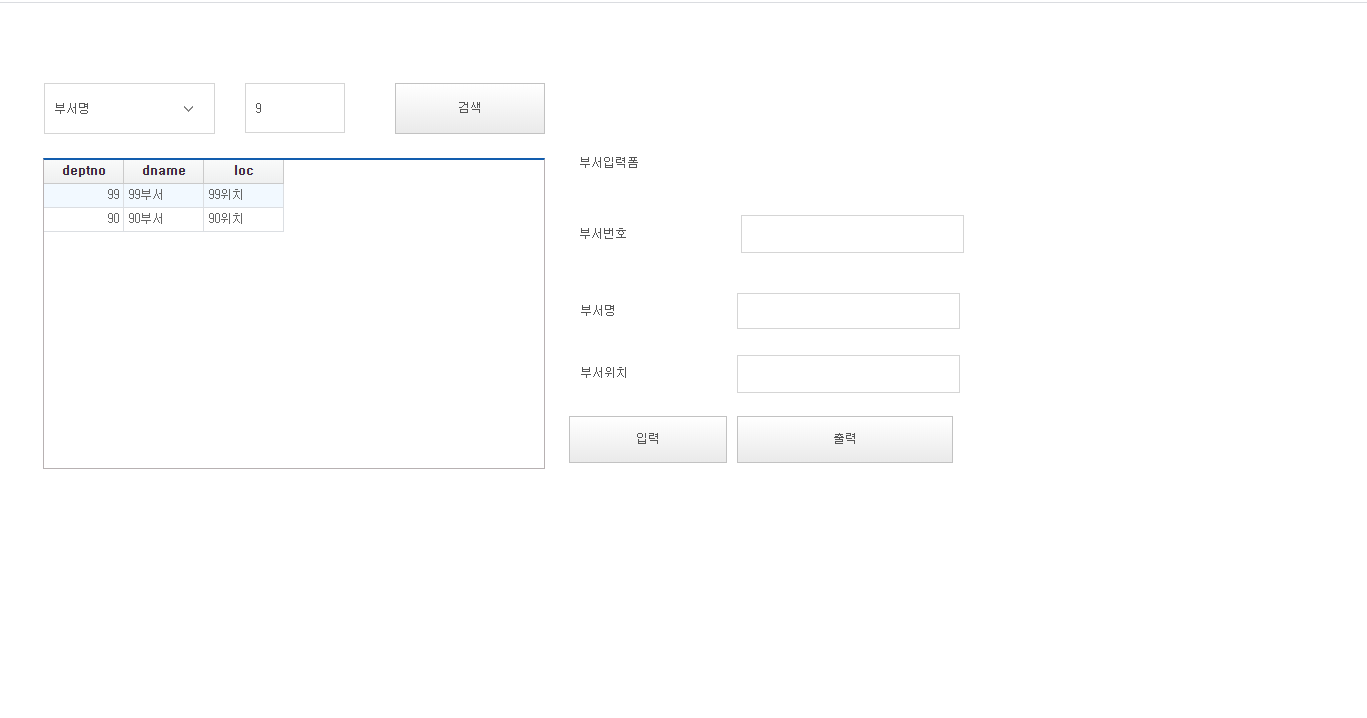 부서명 9 검색
deptno dname loc
99 99부서 99위치
90 90부서 90위치
부서입력폼
부서번호
부서명
부서위치
입력 출력